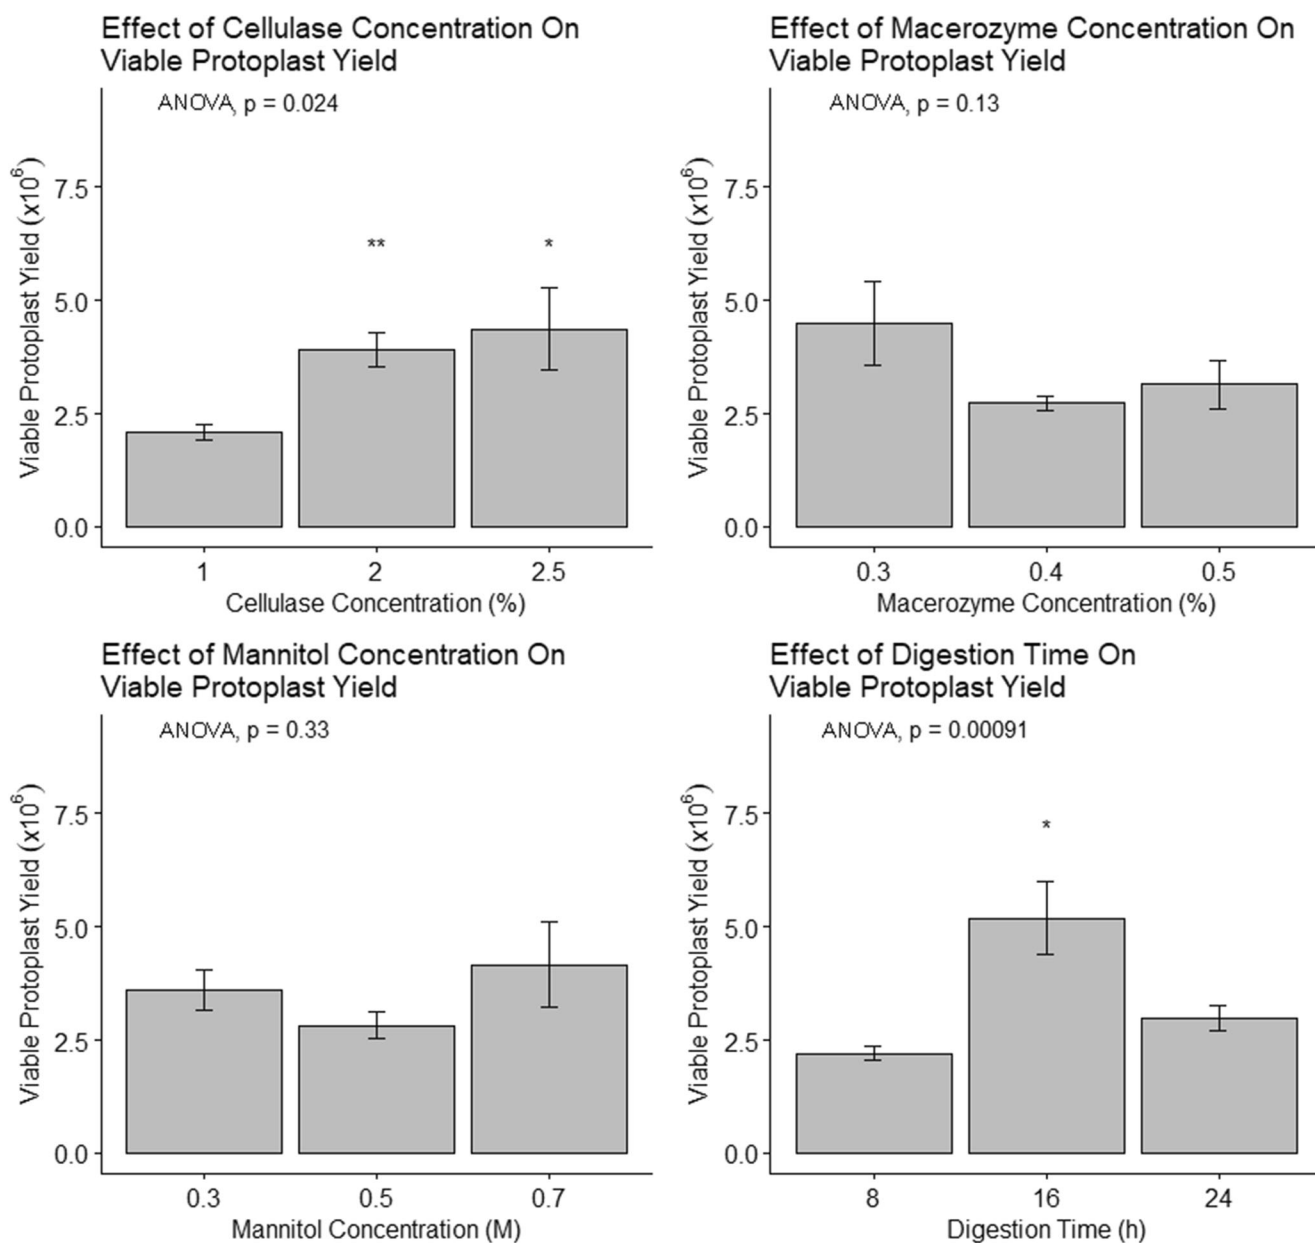 Effect of Cellulase Concentration On
Viable Protoplast Yield
ANOVA, p = 0.024
Viable Protoplast Yield (x10⁶)
7.5
5.0
2.5
0.0
**
*
1 2 2.5
Cellulase Concentration (%)
Effect of Macerozyme Concentration On
Viable Protoplast Yield
ANOVA, p = 0.13
Viable Protoplast Yield (x10⁶)
7.5
5.0
2.5
0.0
0.3 0.4 0.5
Macerozyme Concentration (%)
Effect of Mannitol Concentration On
Viable Protoplast Yield
ANOVA, p = 0.33
Viable Protoplast Yield (x10⁶)
7.5
5.0
2.5
0.0
0.3 0.5 0.7
Mannitol Concentration (M)
Effect of Digestion Time On
Viable Protoplast Yield
ANOVA, p = 0.00091
Viable Protoplast Yield (x10⁶)
7.5
5.0
2.5
0.0
*
8 16 24
Digestion Time (h)